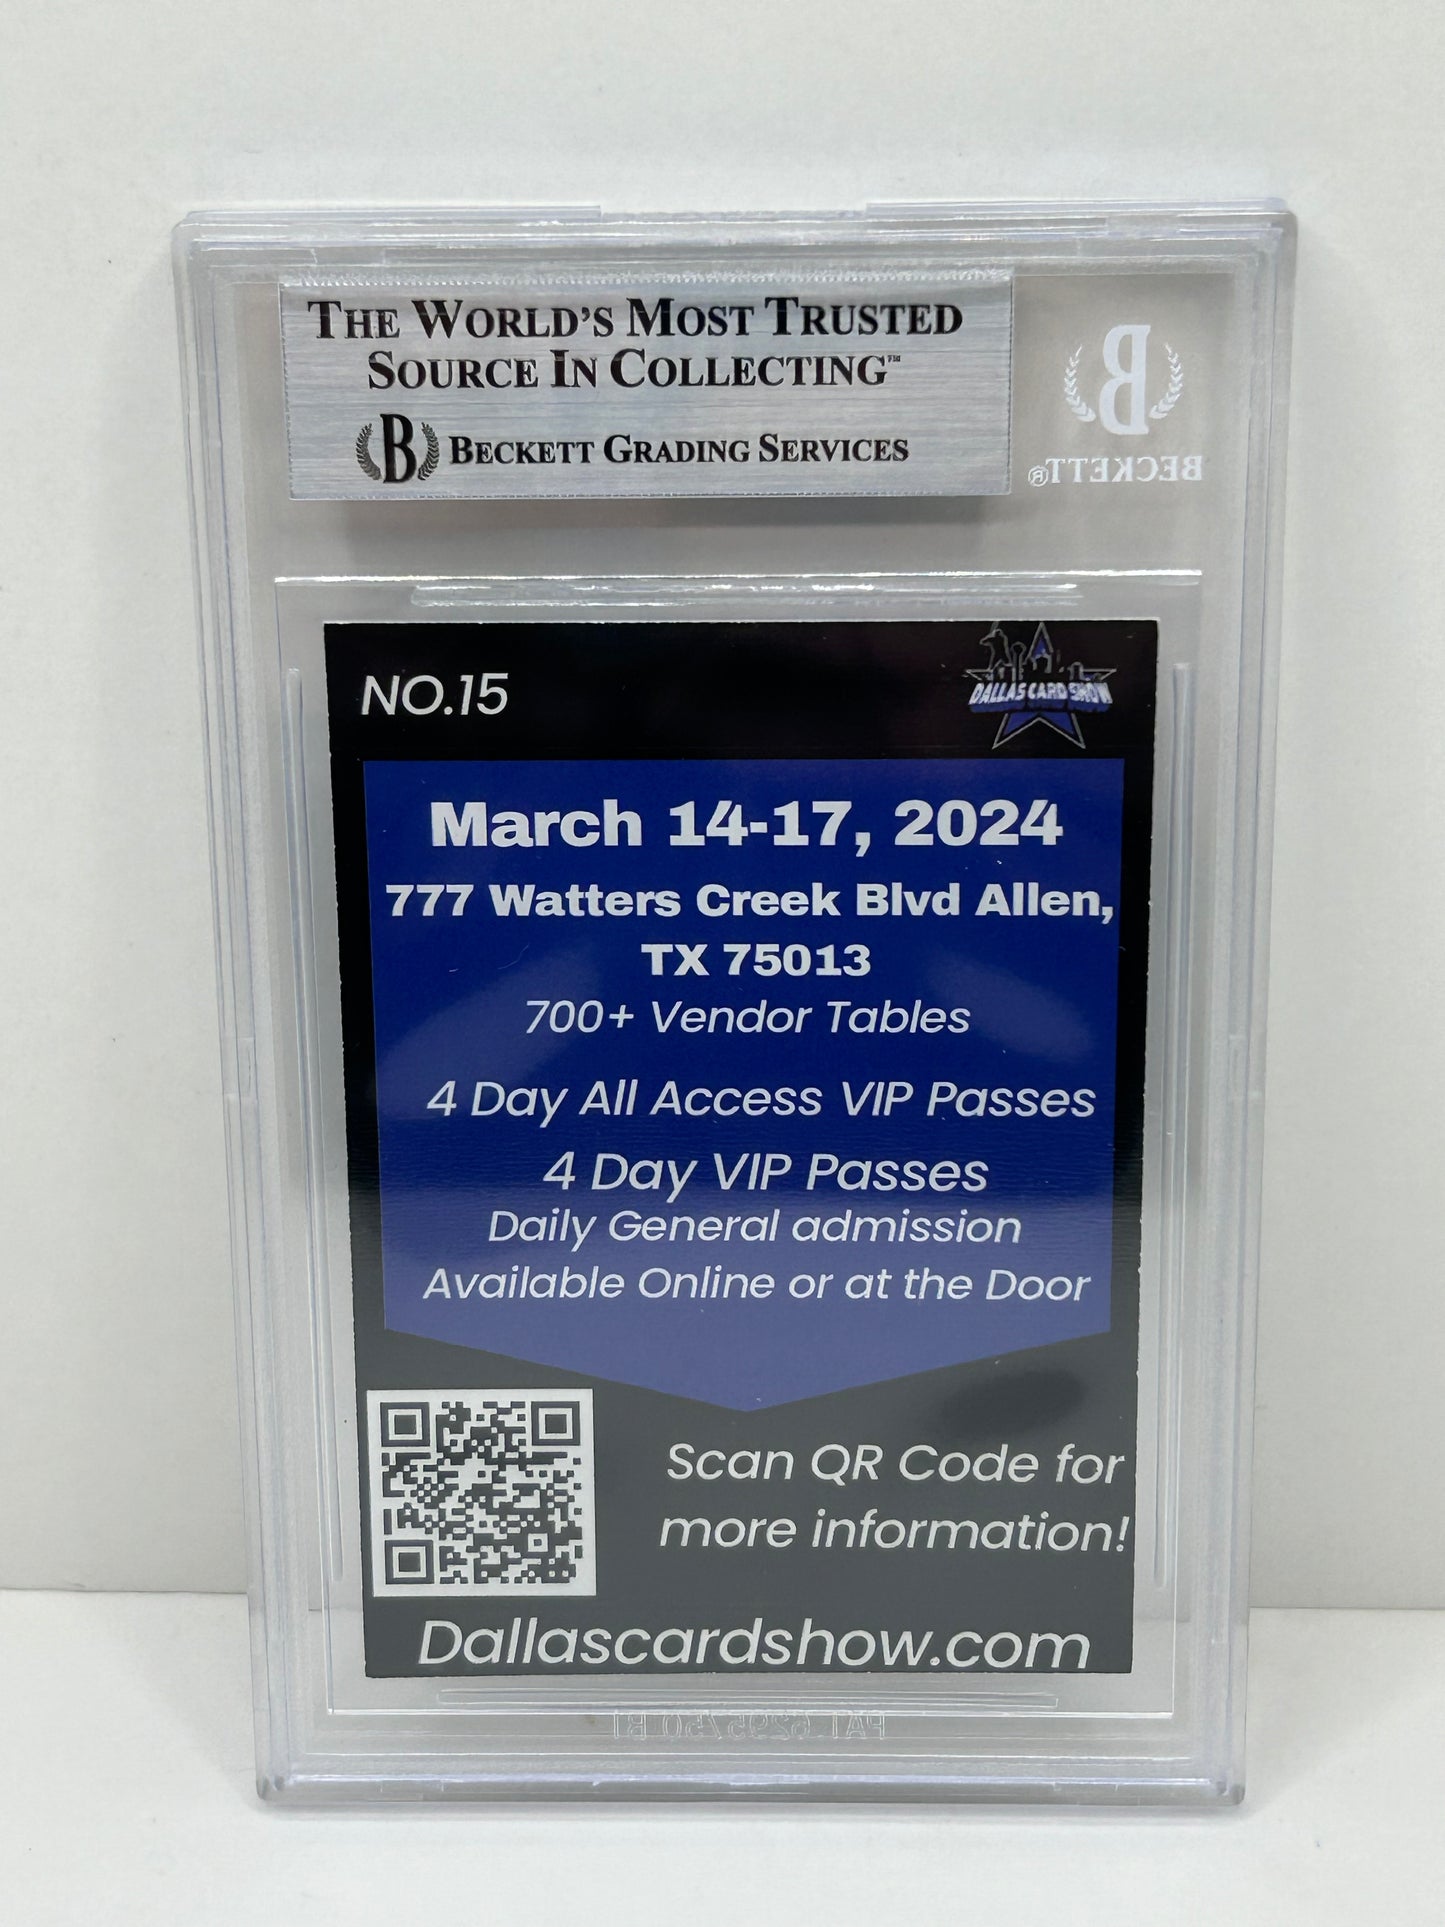 THE WORLD'S MOST TRUSTED
SOURCE IN COLLECTING™
B BECKETT GRADING SERVICES
B
BECKETT®
NO.15
DALLAS CARD SHOW
March 14-17, 2024
777 Watters Creek Blvd Allen,
TX 75013
700+ Vendor Tables
4 Day All Access VIP Passes
4 Day VIP Passes
Daily General admission
Available Online or at the Door
Scan QR Code for
more information!
Dallascardshow.com